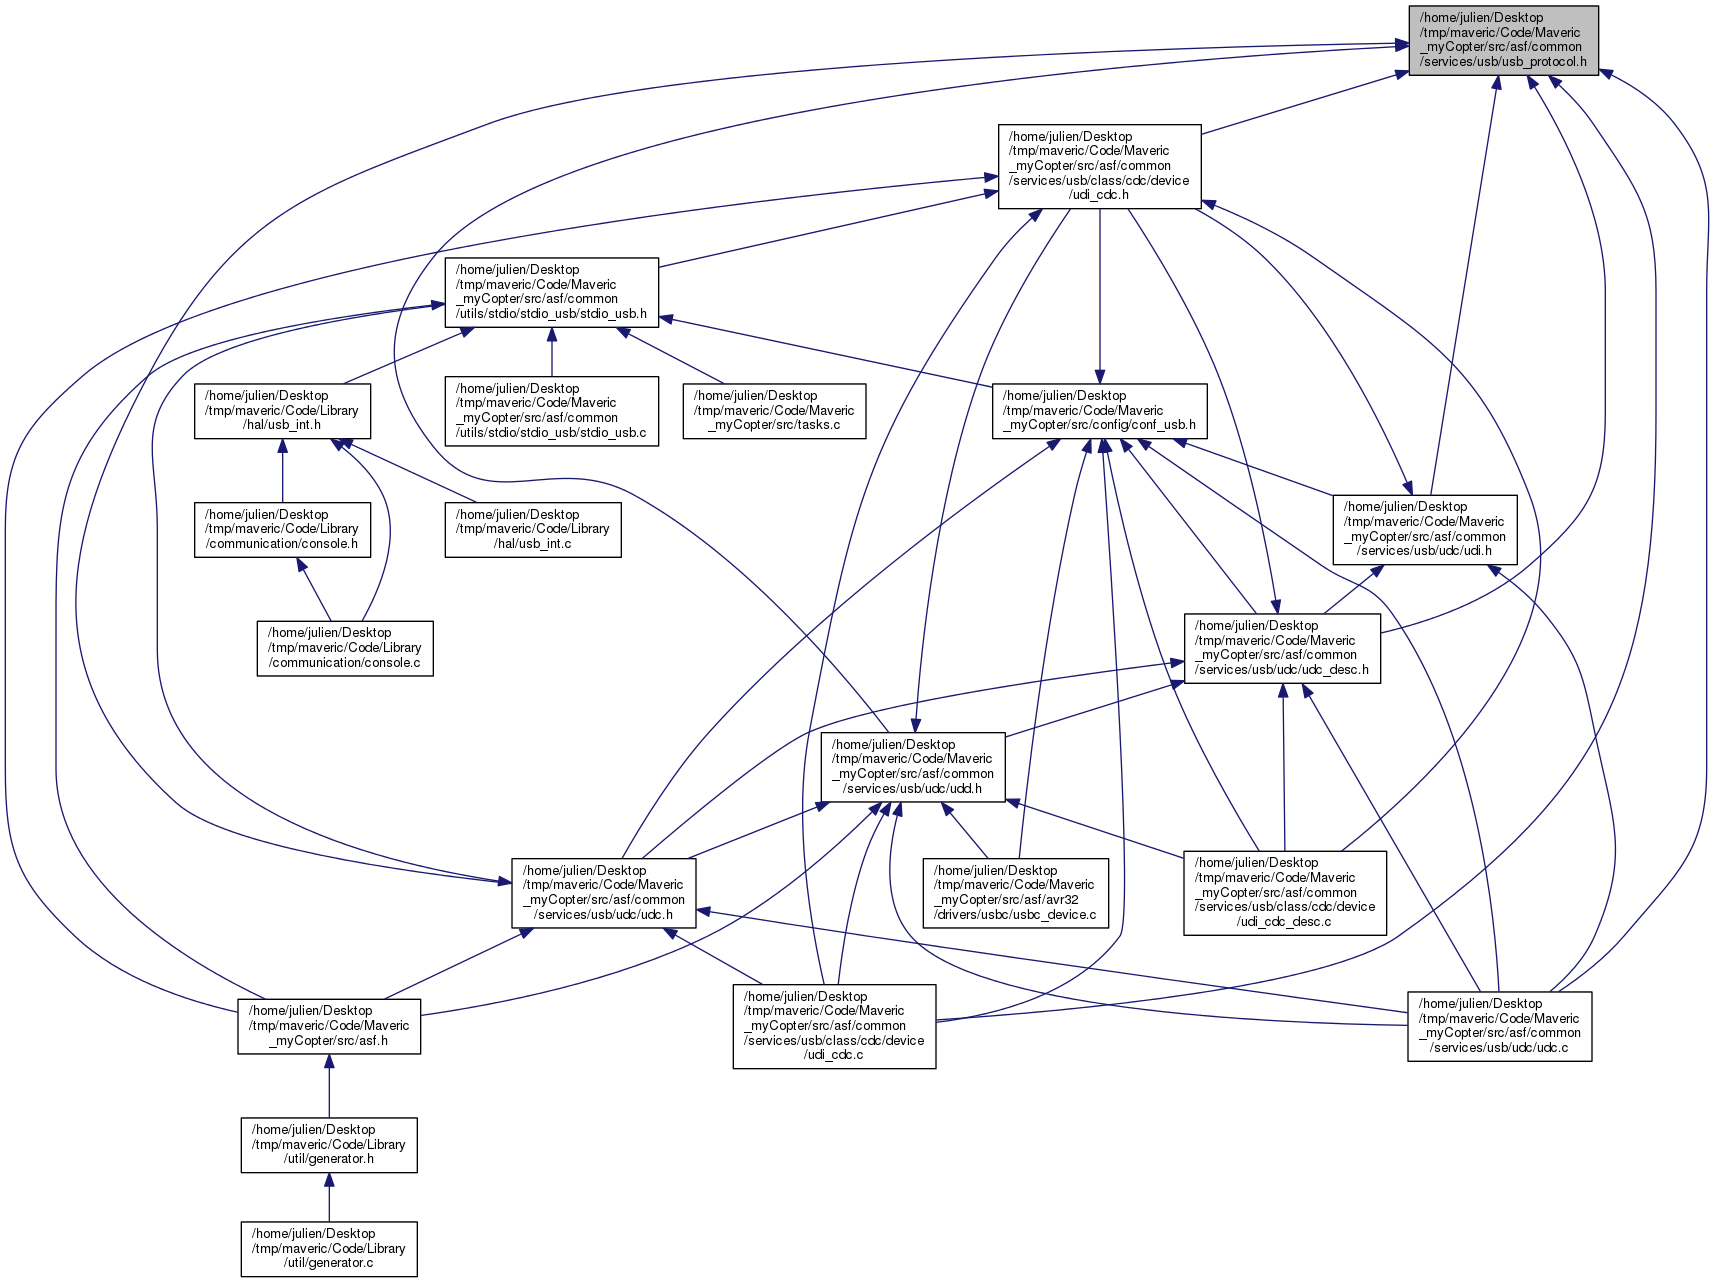 /home/julien/Desktop
/tmp/maveric/Code/Maveric
_myCopter/src/asf/common
/services/usb/usb_protocol.h
/home/julien/Desktop
/tmp/maveric/Code/Maveric
_myCopter/src/asf/common
/services/usb/class/cdc/device
/udi_cdc.h
/home/julien/Desktop
/tmp/maveric/Code/Maveric
_myCopter/src/asf/common
/utils/stdio/stdio_usb/stdio_usb.h
/home/julien/Desktop
/tmp/maveric/Code/Library
/hal/usb_int.h
/home/julien/Desktop
/tmp/maveric/Code/Maveric
_myCopter/src/asf/common
/utils/stdio/stdio_usb/stdio_usb.c
/home/julien/Desktop
/tmp/maveric/Code/Maveric
_myCopter/src/tasks.c
/home/julien/Desktop
/tmp/maveric/Code/Maveric
_myCopter/src/config/conf_usb.h
/home/julien/Desktop
/tmp/maveric/Code/Library
/communication/console.h
/home/julien/Desktop
/tmp/maveric/Code/Library
/hal/usb_int.c
/home/julien/Desktop
/tmp/maveric/Code/Maveric
_myCopter/src/asf/common
/services/usb/udc/udi.h
/home/julien/Desktop
/tmp/maveric/Code/Library
/communication/console.c
/home/julien/Desktop
/tmp/maveric/Code/Maveric
_myCopter/src/asf/common
/services/usb/udc/udc_desc.h
/home/julien/Desktop
/tmp/maveric/Code/Maveric
_myCopter/src/asf/common
/services/usb/udc/udd.h
/home/julien/Desktop
/tmp/maveric/Code/Maveric
_myCopter/src/asf/common
/services/usb/udc/udc.h
/home/julien/Desktop
/tmp/maveric/Code/Maveric
_myCopter/src/asf/avr32
/drivers/usbc/usbc_device.c
/home/julien/Desktop
/tmp/maveric/Code/Maveric
_myCopter/src/asf/common
/services/usb/class/cdc/device
/udi_cdc_desc.c
/home/julien/Desktop
/tmp/maveric/Code/Maveric
_myCopter/src/asf.h
/home/julien/Desktop
/tmp/maveric/Code/Maveric
_myCopter/src/asf/common
/services/usb/class/cdc/device
/udi_cdc.c
/home/julien/Desktop
/tmp/maveric/Code/Maveric
_myCopter/src/asf/common
/services/usb/udc/udc.c
/home/julien/Desktop
/tmp/maveric/Code/Library
/util/generator.h
/home/julien/Desktop
/tmp/maveric/Code/Library
/util/generator.c